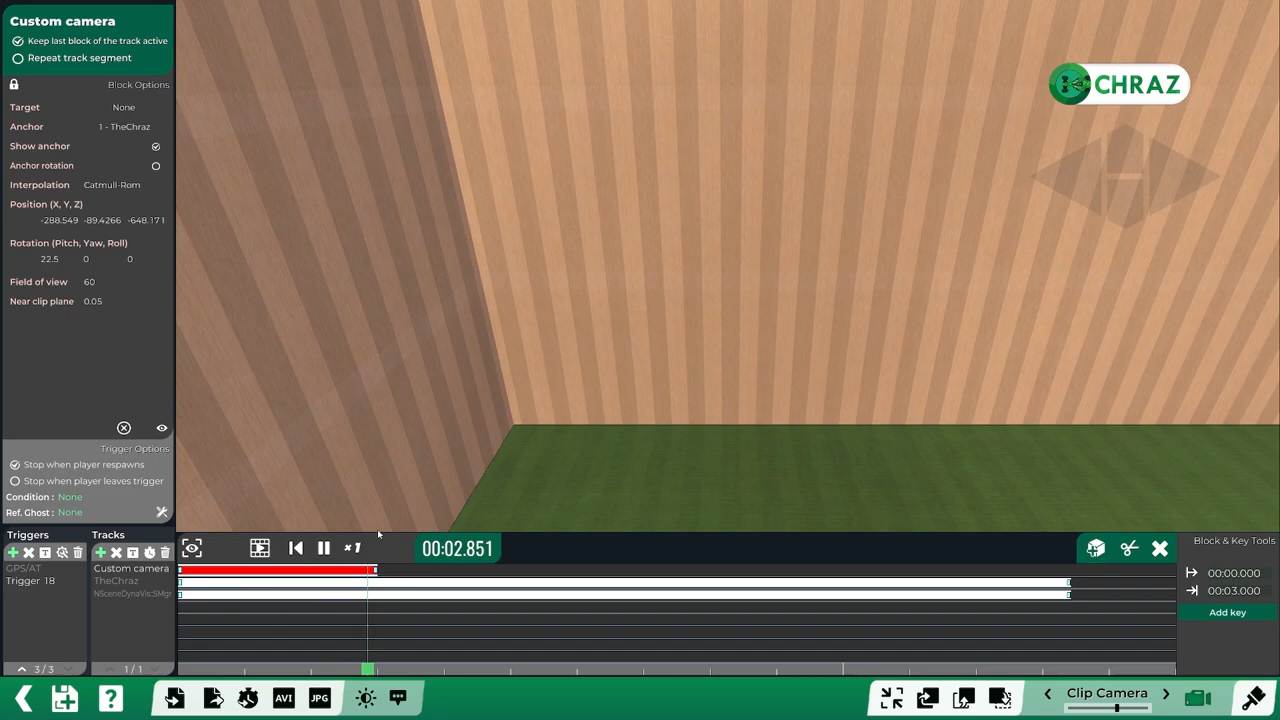 Custom camera
Keep last block of the track active
Repeat track segment
Block Options
Target None
Anchor 1 - TheChraz
Show anchor
Anchor rotation
Interpolation Catmull-Rom
Position (X, Y, Z)
-288.549 -89.4266 -648.171
Rotation (Pitch, Yaw, Roll)
22.5 0 0
Field of view 60
Near clip plane 0.05
CHRAZ
Trigger Options
Stop when player respawns
Stop when player leaves trigger
Condition : None
Ref. Ghost : None
Triggers
GPS/AT
Trigger 18
3 / 3
Tracks
Custom camera
TheChraz
NSceneDynaVis::SMgr
1 / 1
× 1
00:02.851
Block & Key Tools
00:00.000
00:03.000
Add key
AVI
JPG
Clip Camera